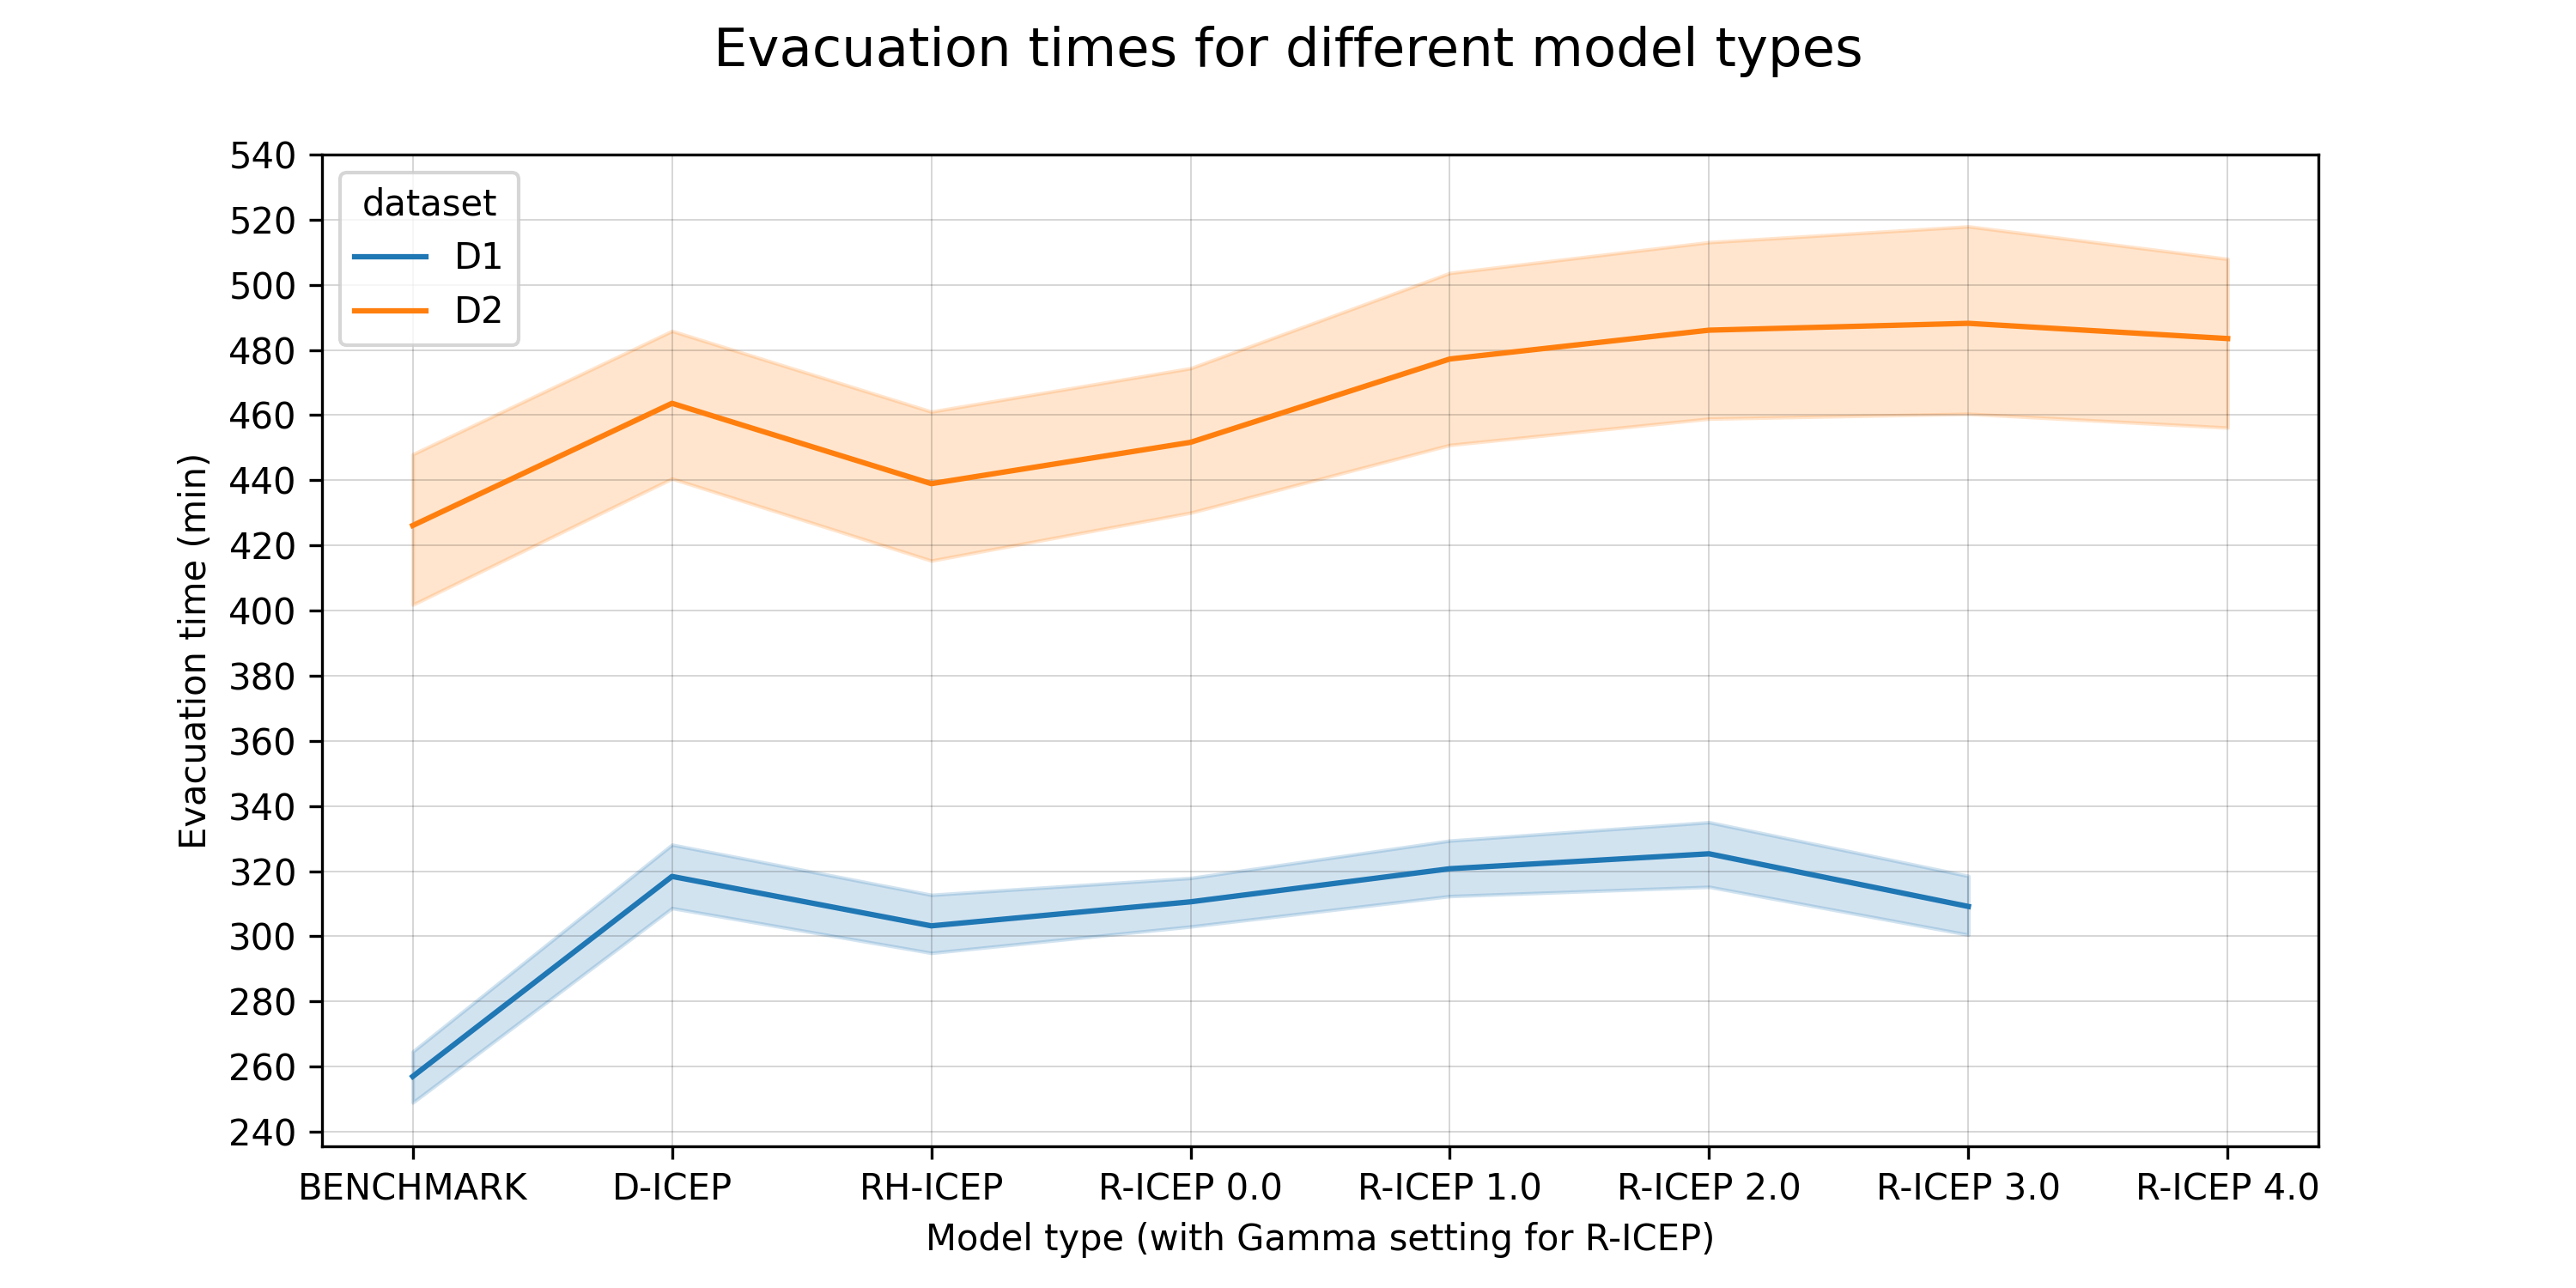 Evacuation times for different model types
dataset
D1
D2
Evacuation time (min)
540
520
500
480
460
440
420
400
380
360
340
320
300
280
260
240
BENCHMARK D-ICEP RH-ICEP R-ICEP 0.0 R-ICEP 1.0 R-ICEP 2.0 R-ICEP 3.0 R-ICEP 4.0
Model type (with Gamma setting for R-ICEP)